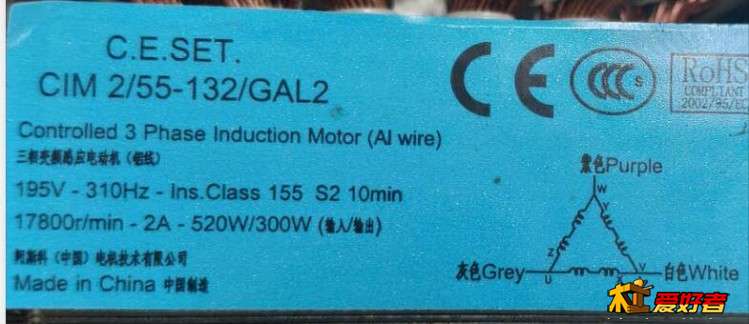 C.E.SET.
CIM 2/55-132/GAL2
CE
CCC S
RoHS
COMPLIANT
2002/95/E
Controlled 3 Phase Induction Motor (Al wire)
三相变频感应电动机（铝线）
195V - 310Hz - Ins.Class 155 S2 10min
17800r/min - 2A - 520W/300W (输入/输出)
斯科（中国）电机技术有限公司
Made in China 中国制造
紫色Purple
W
Y
Z
U
X
V
灰色Grey
白色White
爱好者